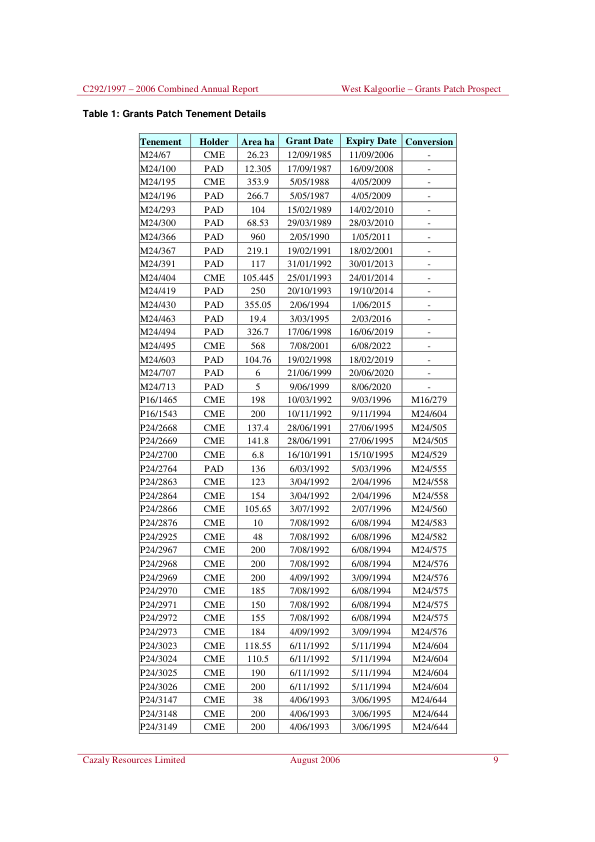 C292/1997 – 2006 Combined Annual Report West Kalgoorlie – Grants Patch Prospect
Table 1: Grants Patch Tenement Details
Tenement Holder Area ha Grant Date Expiry Date Conversion
M24/67 CME 26.23 12/09/1985 11/09/2006 -
M24/100 PAD 12.305 17/09/1987 16/09/2008 -
M24/195 CME 353.9 5/05/1988 4/05/2009 -
M24/196 PAD 266.7 5/05/1987 4/05/2009 -
M24/293 PAD 104 15/02/1989 14/02/2010 -
M24/300 PAD 68.53 29/03/1989 28/03/2010 -
M24/366 PAD 960 2/05/1990 1/05/2011 -
M24/367 PAD 219.1 19/02/1991 18/02/2001 -
M24/391 PAD 117 31/01/1992 30/01/2013 -
M24/404 CME 105.445 25/01/1993 24/01/2014 -
M24/419 PAD 250 20/10/1993 19/10/2014 -
M24/430 PAD 355.05 2/06/1994 1/06/2015 -
M24/463 PAD 19.4 3/03/1995 2/03/2016 -
M24/494 PAD 326.7 17/06/1998 16/06/2019 -
M24/495 CME 568 7/08/2001 6/08/2022 -
M24/603 PAD 104.76 19/02/1998 18/02/2019 -
M24/707 PAD 6 21/06/1999 20/06/2020 -
M24/713 PAD 5 9/06/1999 8/06/2020 -
P16/1465 CME 198 10/03/1992 9/03/1996 M16/279
P16/1543 CME 200 10/11/1992 9/11/1994 M24/604
P24/2668 CME 137.4 28/06/1991 27/06/1995 M24/505
P24/2669 CME 141.8 28/06/1991 27/06/1995 M24/505
P24/2700 CME 6.8 16/10/1991 15/10/1995 M24/529
P24/2764 PAD 136 6/03/1992 5/03/1996 M24/555
P24/2863 CME 123 3/04/1992 2/04/1996 M24/558
P24/2864 CME 154 3/04/1992 2/04/1996 M24/558
P24/2866 CME 105.65 3/07/1992 2/07/1996 M24/560
P24/2876 CME 10 7/08/1992 6/08/1994 M24/583
P24/2925 CME 48 7/08/1992 6/08/1996 M24/582
P24/2967 CME 200 7/08/1992 6/08/1994 M24/575
P24/2968 CME 200 7/08/1992 6/08/1994 M24/576
P24/2969 CME 200 4/09/1992 3/09/1994 M24/576
P24/2970 CME 185 7/08/1992 6/08/1994 M24/575
P24/2971 CME 150 7/08/1992 6/08/1994 M24/575
P24/2972 CME 155 7/08/1992 6/08/1994 M24/575
P24/2973 CME 184 4/09/1992 3/09/1994 M24/576
P24/3023 CME 118.55 6/11/1992 5/11/1994 M24/604
P24/3024 CME 110.5 6/11/1992 5/11/1994 M24/604
P24/3025 CME 190 6/11/1992 5/11/1994 M24/604
P24/3026 CME 200 6/11/1992 5/11/1994 M24/604
P24/3147 CME 38 4/06/1993 3/06/1995 M24/644
P24/3148 CME 200 4/06/1993 3/06/1995 M24/644
P24/3149 CME 200 4/06/1993 3/06/1995 M24/644
Cazaly Resources Limited August 2006 9